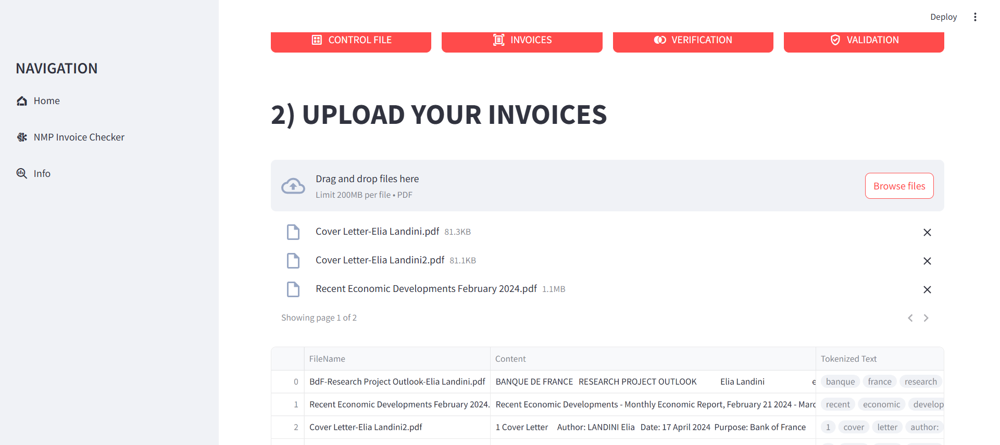 Deploy
CONTROL FILE
INVOICES
VERIFICATION
VALIDATION
NAVIGATION
Home
NMP Invoice Checker
Info
2) UPLOAD YOUR INVOICES
Drag and drop files here
Limit 200MB per file • PDF
Browse files
Cover Letter-Elia Landini.pdf 81.3KB
Cover Letter-Elia Landini2.pdf 81.1KB
Recent Economic Developments February 2024.pdf 1.1MB
Showing page 1 of 2
FileName Content Tokenized Text
0 BdF-Research Project Outlook-Elia Landini.pdf BANQUE DE FRANCE RESEARCH PROJECT OUTLOOK Elia Landini e banque france research
1 Recent Economic Developments February 2024. Recent Economic Developments - Monthly Economic Report, February 21 2024 - Marc recent economic develop
2 Cover Letter-Elia Landini2.pdf 1 Cover Letter Author: LANDINI Elia Date: 17 April 2024 Purpose: Bank of France 1 cover letter author: